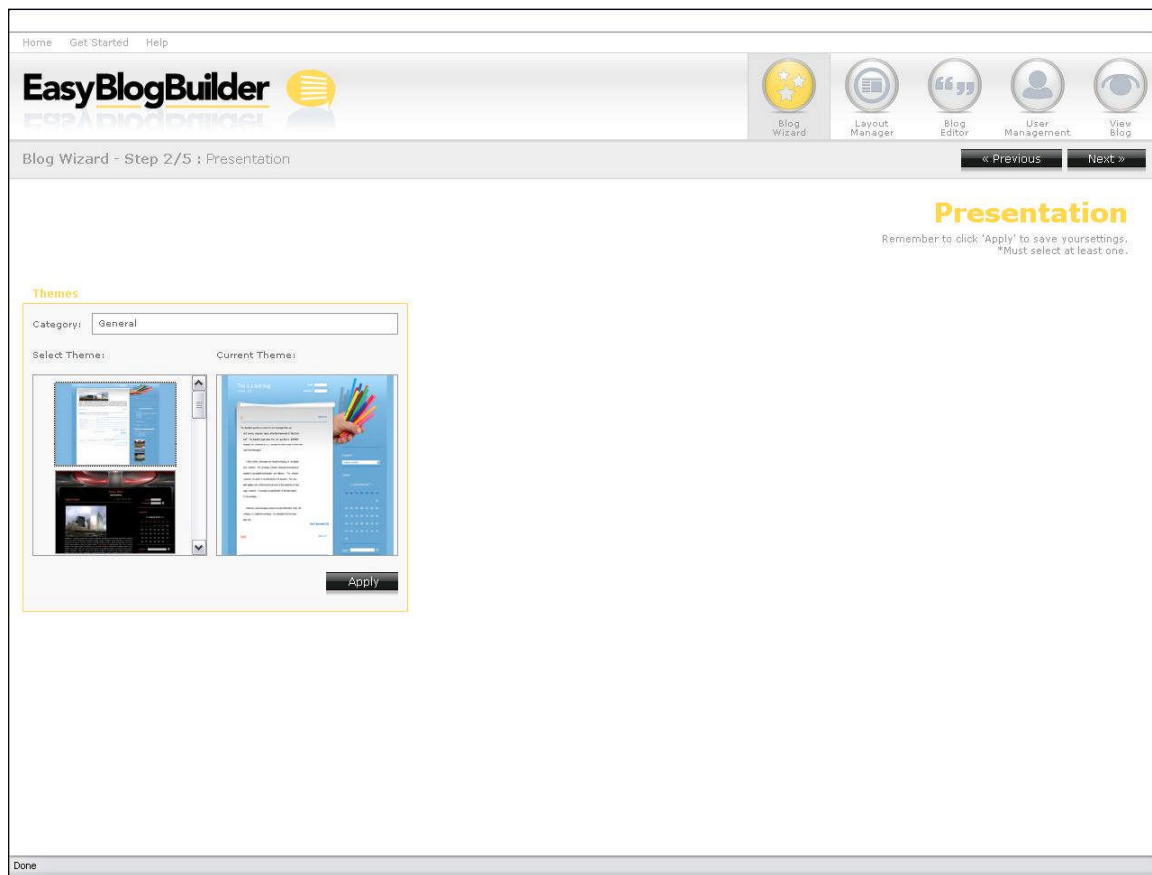 Home Get Started Help
EasyBlogBuilder
Blog Wizard
Layout Manager
Blog Editor
User Management
View Blog
Blog Wizard - Step 2/5 : Presentation
« Previous Next »
Presentation
Remember to click 'Apply' to save yoursettings.
*Must select at least one.
Themes
Category: General
Select Theme: Current Theme:
Apply
Done